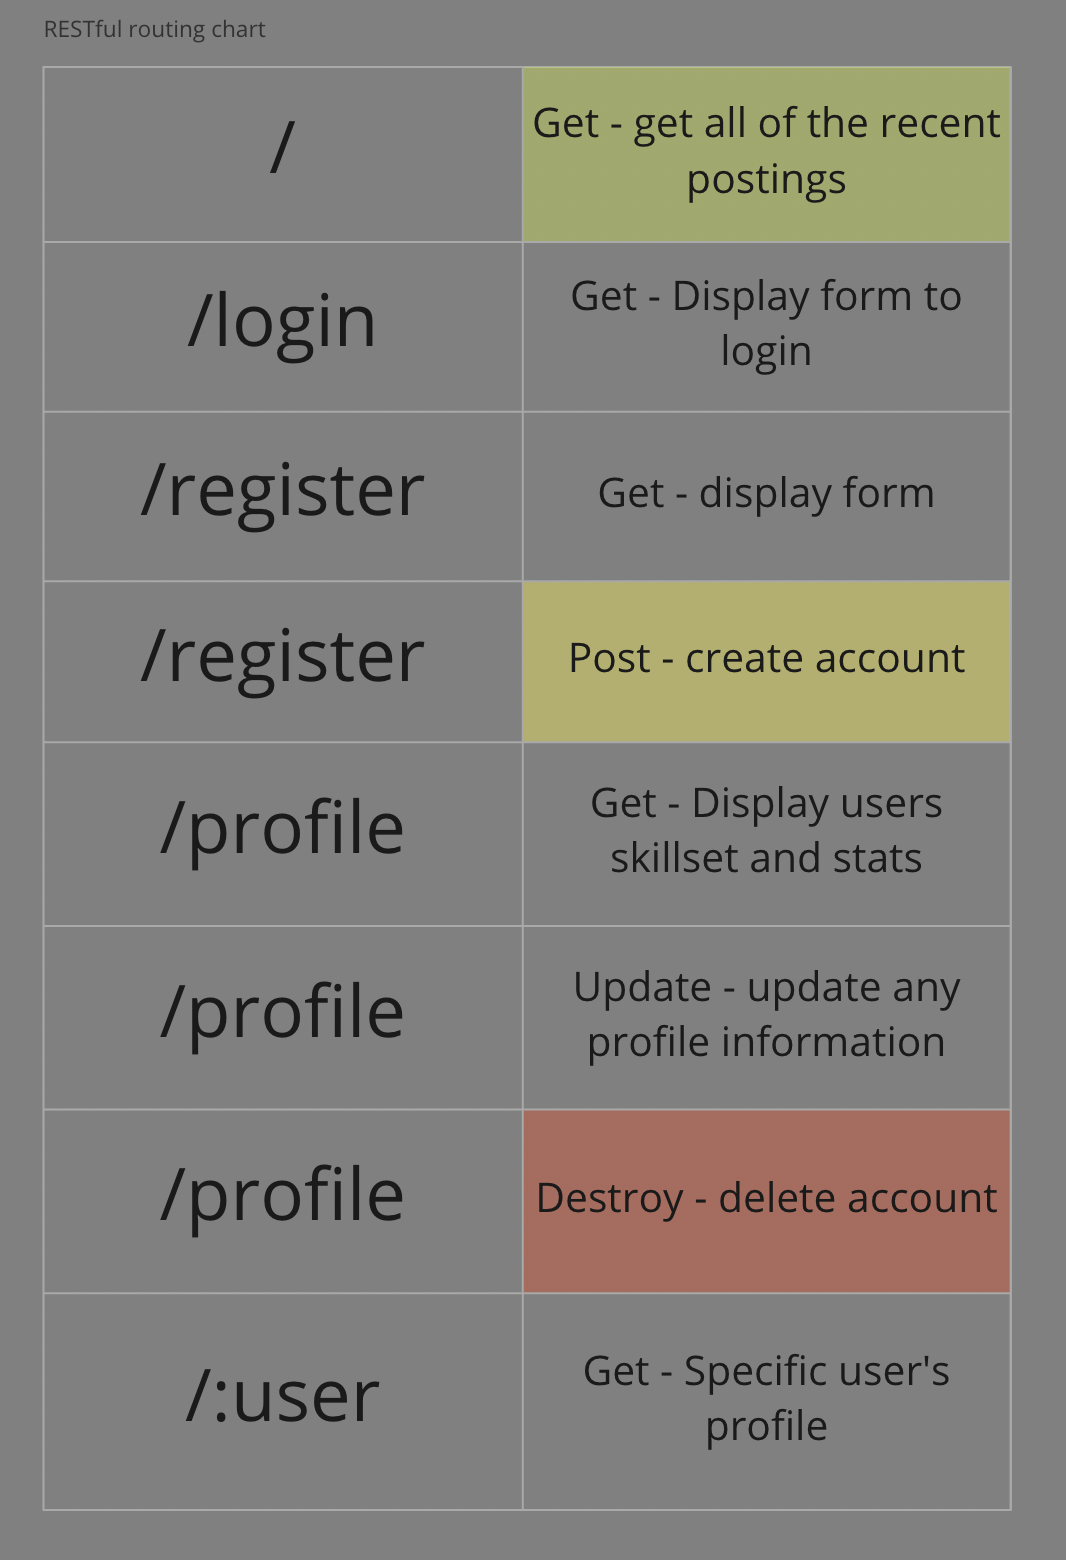 RESTful routing chart
/
Get - get all of the recent
postings
/login
Get - Display form to
login
/register
Get - display form
/register
Post - create account
/profile
Get - Display users
skillset and stats
/profile
Update - update any
profile information
/profile
Destroy - delete account
/:user
Get - Specific user's
profile